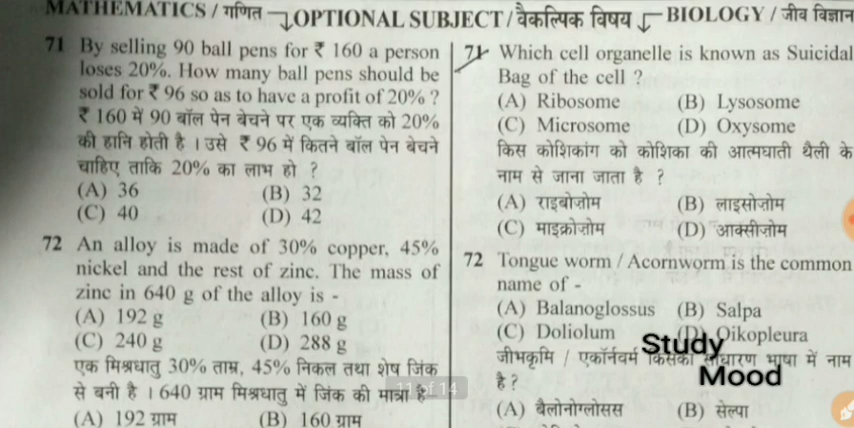 MATHEMATICS / गणित OPTIONAL SUBJECT / वैकल्पिक विषय BIOLOGY / जीव विज्ञान
71 By selling 90 ball pens for ₹ 160 a person
loses 20%. How many ball pens should be
sold for ₹ 96 so as to have a profit of 20% ?
₹ 160 में 90 बॉल पेन बेचने पर एक व्यक्ति को 20%
की हानि होती है । उसे ₹ 96 में कितने बॉल पेन बेचने
चाहिए ताकि 20% का लाभ हो ?
(A) 36 (B) 32
(C) 40 (D) 42
72 An alloy is made of 30% copper, 45%
nickel and the rest of zinc. The mass of
zinc in 640 g of the alloy is -
(A) 192 g (B) 160 g
(C) 240 g (D) 288 g
एक मिश्रधातु 30% ताम्र, 45% निकल तथा शेष जिंक
से बनी है । 640 ग्राम मिश्रधातु में जिंक की मात्रा है
(A) 192 ग्राम (B) 160 ग्राम
71 Which cell organelle is known as Suicidal
Bag of the cell ?
(A) Ribosome (B) Lysosome
(C) Microsome (D) Oxysome
किस कोशिकांग को कोशिका की आत्मघाती थैली के
नाम से जाना जाता है ?
(A) राइबोज़ोम (B) लाइसोज़ोम
(C) माइक्रोज़ोम (D) आक्सीज़ोम
72 Tongue worm / Acornworm is the common
name of -
(A) Balanoglossus (B) Salpa
(C) Doliolum (D) Oikopleura
जीभकृमि / एकॉर्नवर्म किसका साधारण भाषा में नाम
है ?
(A) बैलोनोग्लोसस (B) सेल्पा
Study
Mood
11 of 14